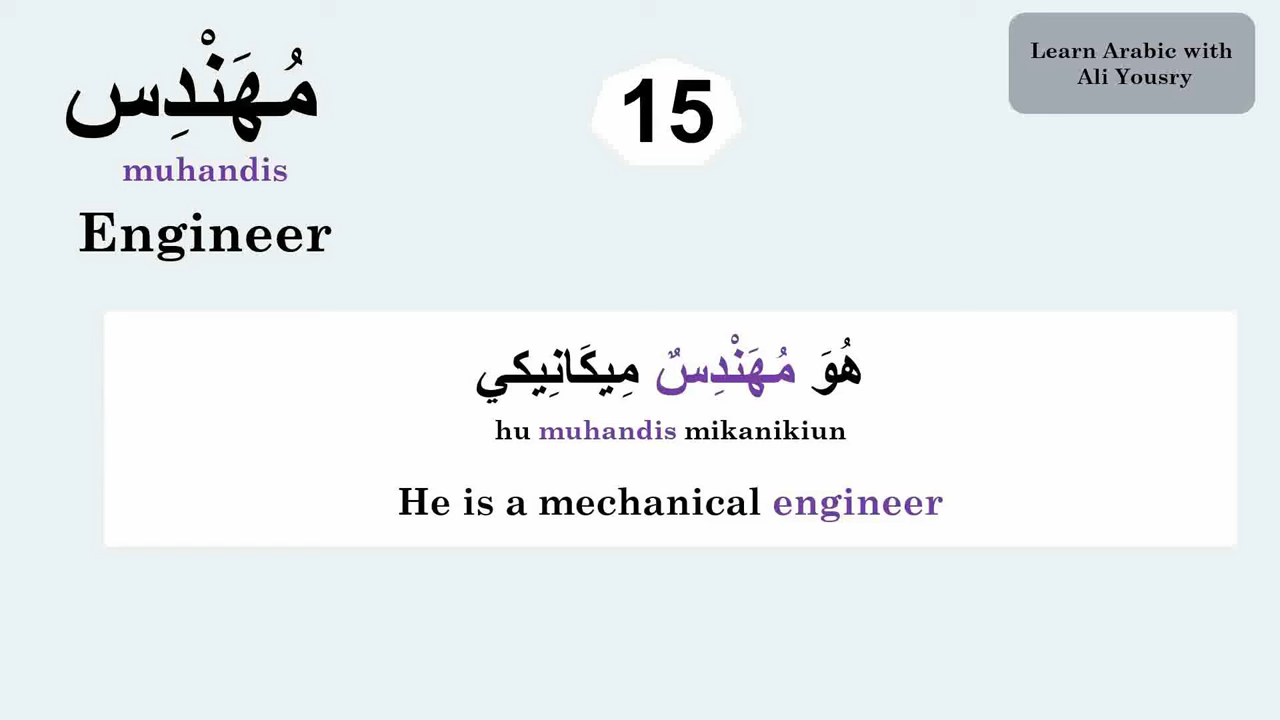 مُهَنْدِس
muhandis
Engineer
15
Learn Arabic with
Ali Yousry
هُوَ مُهَنْدِسٌ مِيكَانِيكي
hu muhandis mikanikiun
He is a mechanical engineer